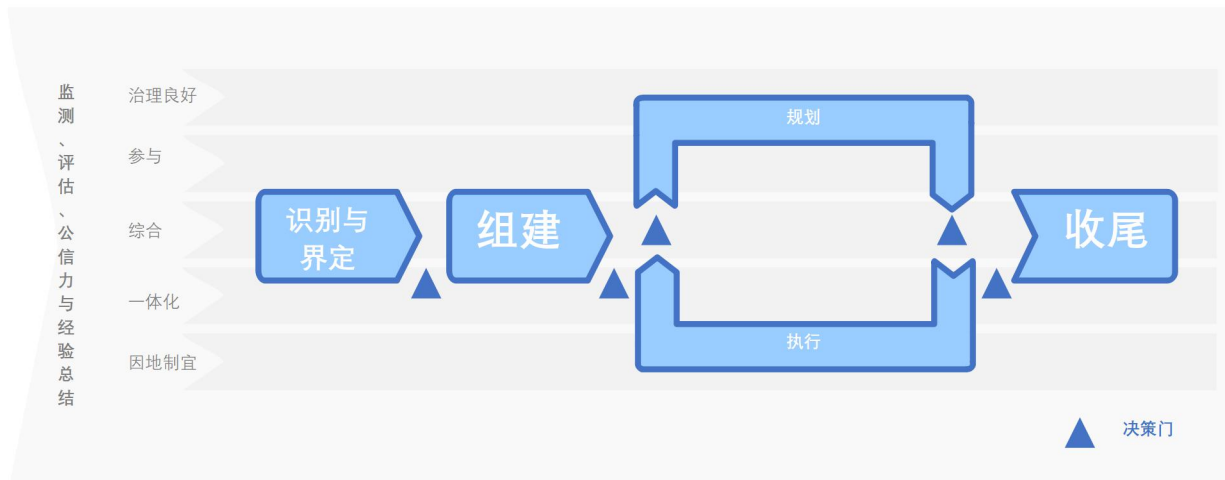 监测、评估、公信力与经验总结
治理良好
参与
综合
一体化
因地制宜
识别与
界定
组建
规划
执行
收尾
决策门